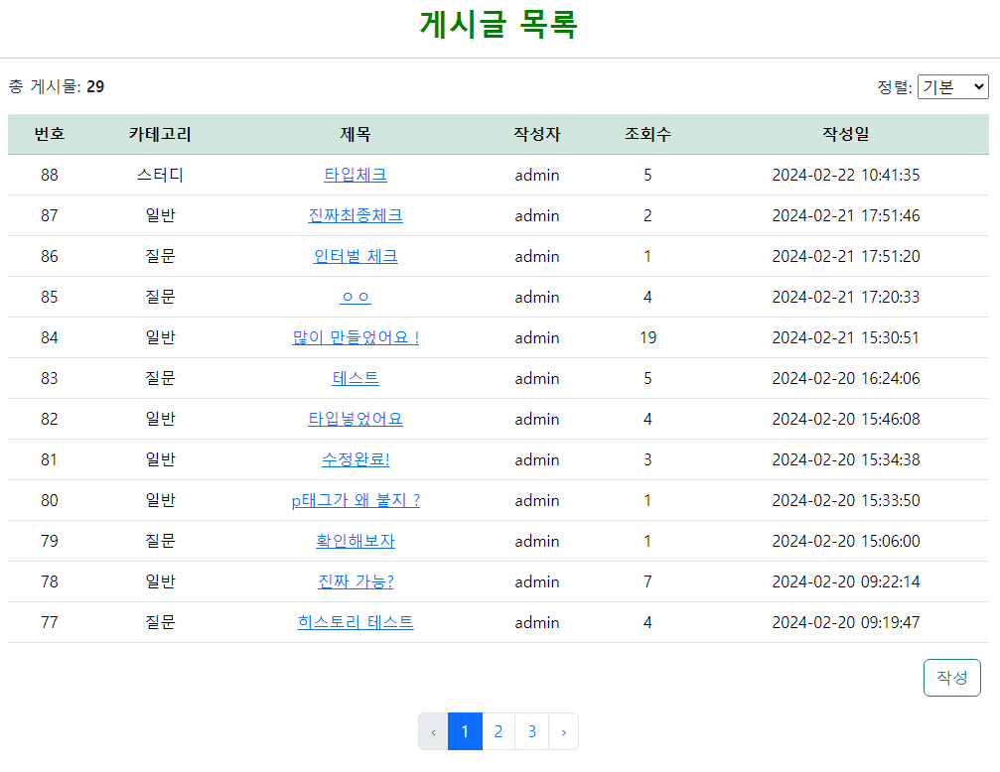 게시글 목록
총 게시물: 29 정렬: 기본
번호 카테고리 제목 작성자 조회수 작성일
88 스터디 타입체크 admin 5 2024-02-22 10:41:35
87 일반 진짜최종체크 admin 2 2024-02-21 17:51:46
86 질문 인터벌 체크 admin 1 2024-02-21 17:51:20
85 질문 ㅇㅇ admin 4 2024-02-21 17:20:33
84 일반 많이 만들었어요 ! admin 19 2024-02-21 15:30:51
83 질문 테스트 admin 5 2024-02-20 16:24:06
82 일반 타입넣었어요 admin 4 2024-02-20 15:46:08
81 일반 수정완료! admin 3 2024-02-20 15:34:38
80 일반 p태그가 왜 붙지 ? admin 1 2024-02-20 15:33:50
79 질문 확인해보자 admin 1 2024-02-20 15:06:00
78 일반 진짜 가능? admin 7 2024-02-20 09:22:14
77 질문 히스토리 테스트 admin 4 2024-02-20 09:19:47
작성
‹ 1 2 3 ›